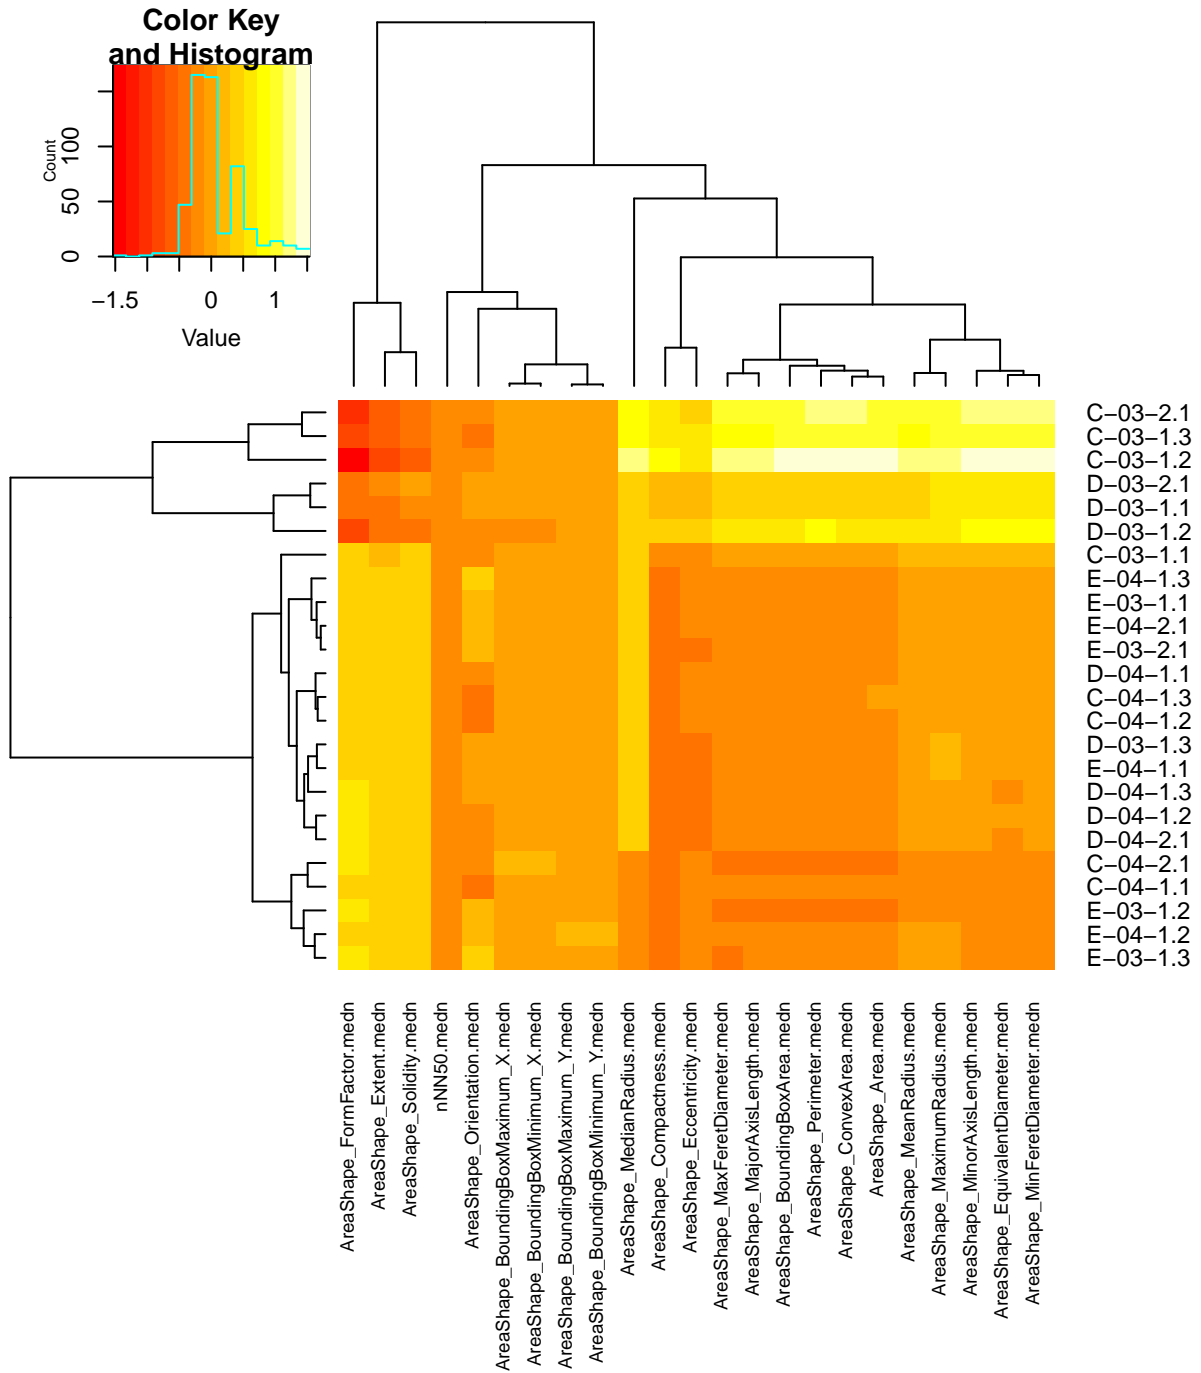 Color Key
and Histogram
Count
0 50 100
−1.5 0 1
Value
C−03−2.1
C−03−1.3
C−03−1.2
D−03−2.1
D−03−1.1
D−03−1.2
C−03−1.1
E−04−1.3
E−03−1.1
E−04−2.1
E−03−2.1
D−04−1.1
C−04−1.3
C−04−1.2
D−03−1.3
E−04−1.1
D−04−1.3
D−04−1.2
D−04−2.1
C−04−2.1
C−04−1.1
E−03−1.2
E−04−1.2
E−03−1.3
AreaShape_FormFactor.medn
AreaShape_Extent.medn
AreaShape_Solidity.medn
nNN50.medn
AreaShape_Orientation.medn
AreaShape_BoundingBoxMaximum_X.medn
AreaShape_BoundingBoxMinimum_X.medn
AreaShape_BoundingBoxMaximum_Y.medn
AreaShape_BoundingBoxMinimum_Y.medn
AreaShape_MedianRadius.medn
AreaShape_Compactness.medn
AreaShape_Eccentricity.medn
AreaShape_MaxFeretDiameter.medn
AreaShape_MajorAxisLength.medn
AreaShape_BoundingBoxArea.medn
AreaShape_Perimeter.medn
AreaShape_ConvexArea.medn
AreaShape_Area.medn
AreaShape_MeanRadius.medn
AreaShape_MaximumRadius.medn
AreaShape_MinorAxisLength.medn
AreaShape_EquivalentDiameter.medn
AreaShape_MinFeretDiameter.medn